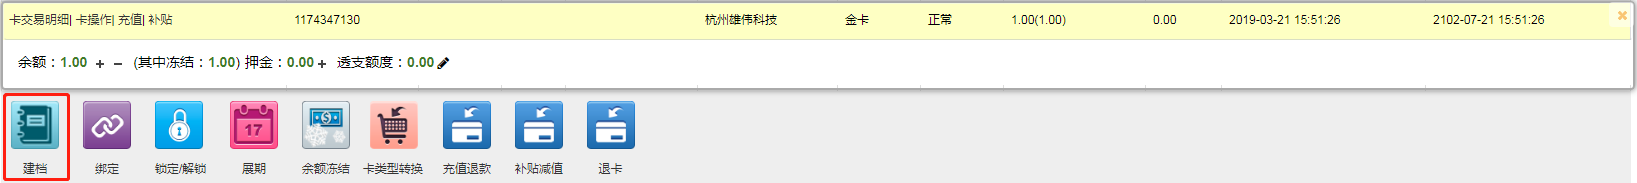 卡交易明细| 卡操作| 充值| 补贴 1174347130 杭州雄伟科技 金卡 正常 1.00(1.00) 0.00 2019-03-21 15:51:26 2102-07-21 15:51:26
余额：1.00 + − (其中冻结：1.00) 押金：0.00 + 透支额度：0.00
17 $
建档 绑定 锁定/解锁 展期 余额冻结 卡类型转换 充值退款 补贴减值 退卡